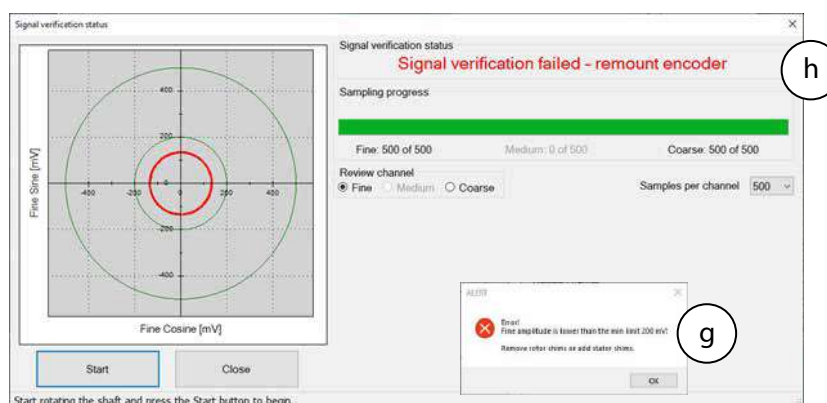 Signal verification status
Signal verification status
Signal verification failed - remount encoder
h
Sampling progress
Fine: 500 of 500 Medium: 0 of 500 Coarse: 500 of 500
Review channel
Fine Medium Coarse
Samples per channel 500
Fine Sine [mV]
400
200
-400 -200 0 200 400
-200
-400
Fine Cosine [mV]
ALERT
Error!
Fine amplitude is lower than the min limit 200 mV!
Remove rotor shims or add stator shims.
OK
g
Start Close
Start rotating the shaft and press the Start button to begin